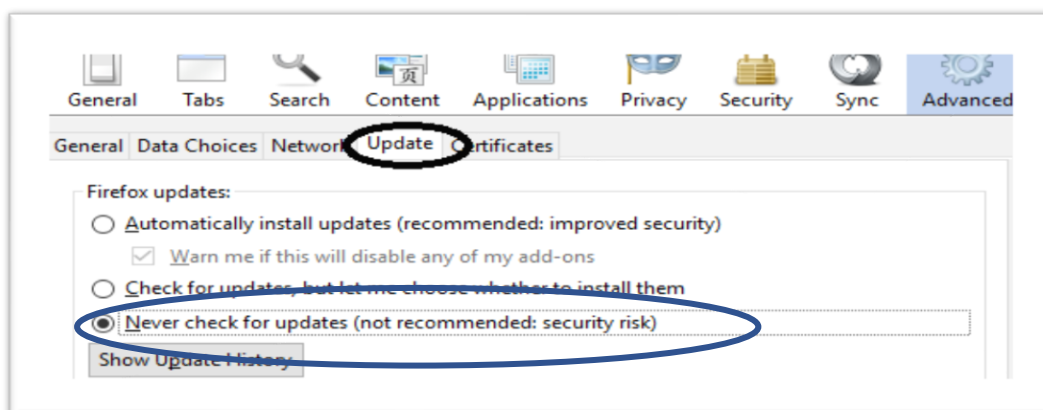 页
General Tabs Search Content Applications Privacy Security Sync Advanced
General Data Choices Network Update Certificates
Firefox updates:
Automatically install updates (recommended: improved security)
Warn me if this will disable any of my add-ons
Check for updates, but let me choose whether to install them
Never check for updates (not recommended: security risk)
Show Update History